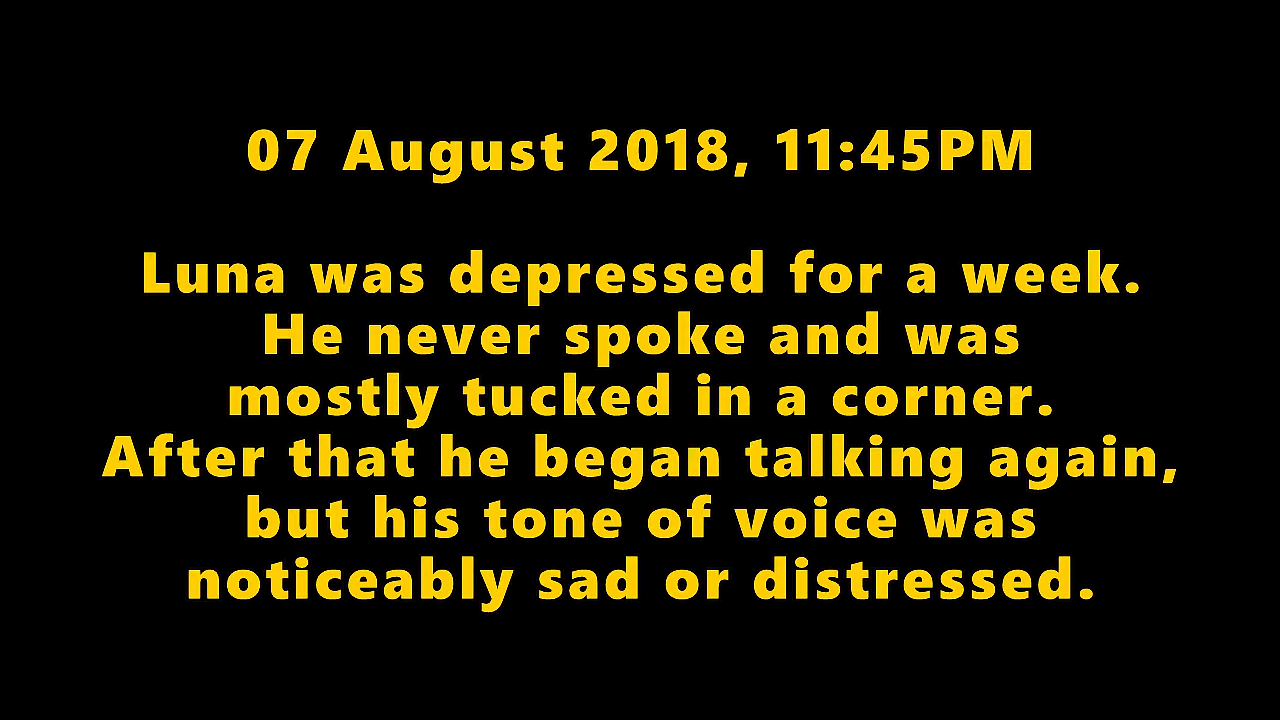 07 August 2018, 11:45PM
Luna was depressed for a week.
He never spoke and was
mostly tucked in a corner.
After that he began talking again,
but his tone of voice was
noticeably sad or distressed.